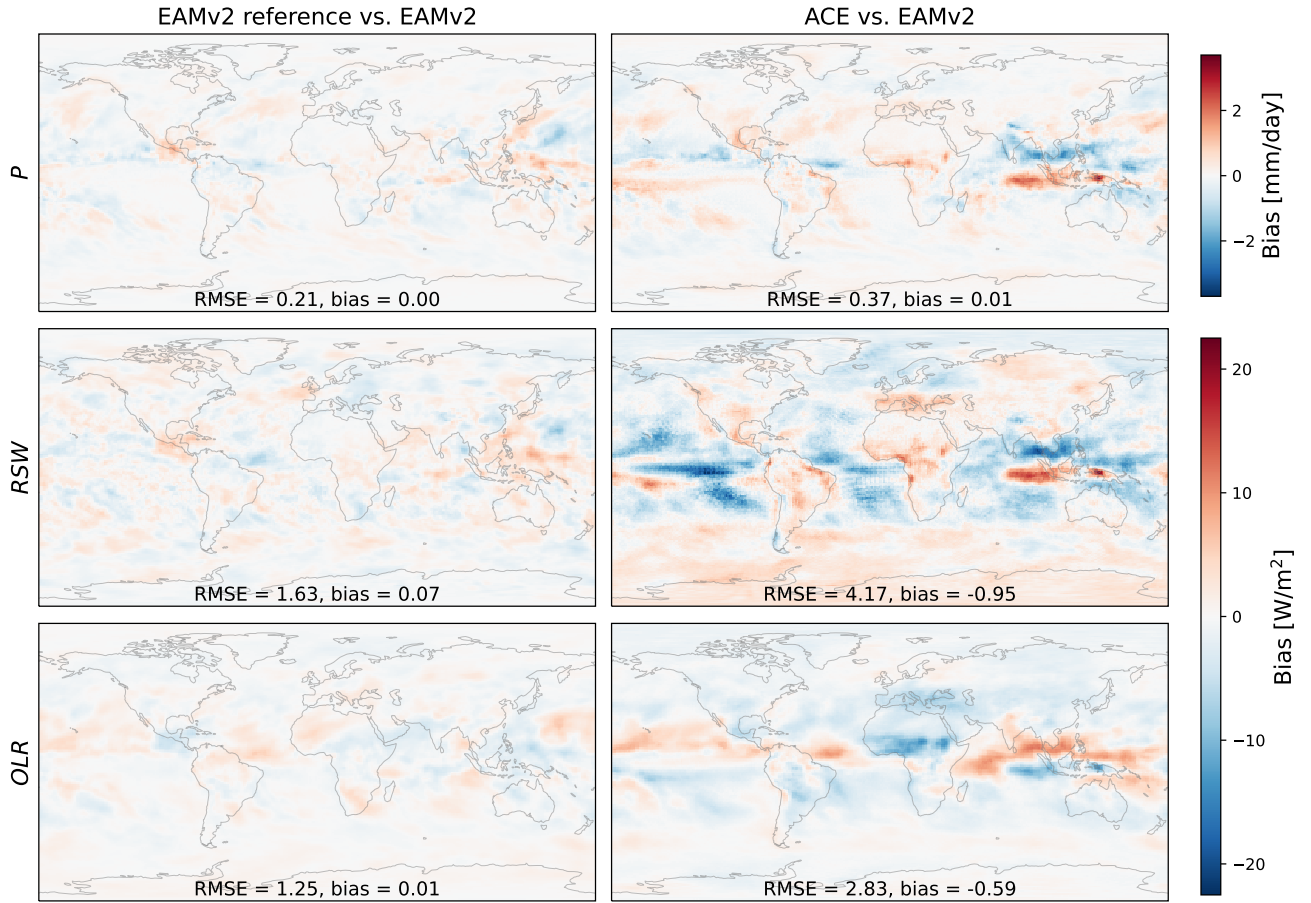 EAMv2 reference vs. EAMv2
ACE vs. EAMv2
P
RMSE = 0.21, bias = 0.00
RMSE = 0.37, bias = 0.01
2
0
−2
Bias [mm/day]
RSW
RMSE = 1.63, bias = 0.07
RMSE = 4.17, bias = -0.95
OLR
RMSE = 1.25, bias = 0.01
RMSE = 2.83, bias = -0.59
20
10
0
−10
−20
Bias [W/m²]